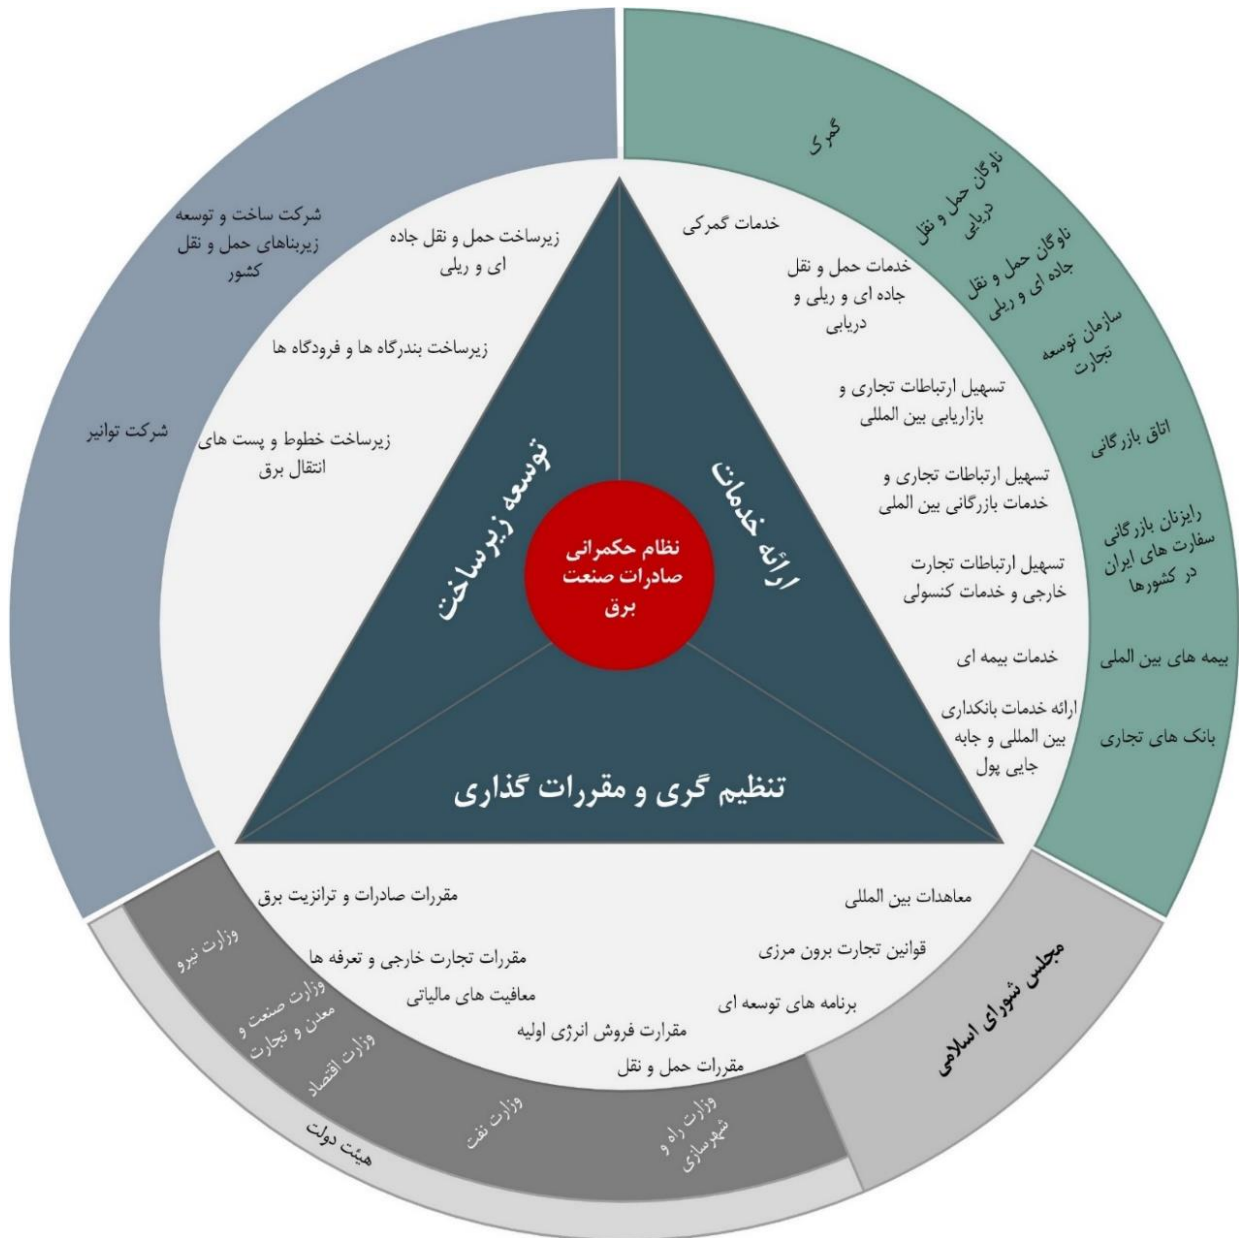 گمرک
ناوگان حمل و نقل
دریایی
ناوگان حمل و نقل
جاده ای و ریلی
سازمان توسعه
تجارت
اتاق بازرگانی
رایزنان بازرگانی
سفارت های ایران
در کشورها
بیمه های بین الملی
بانک های تجاری
خدمات گمرکی
خدمات حمل و نقل
جاده ای و ریلی و
دریابی
تسهیل ارتباطات تجاری و
بازاریابی بین المللی
تسهیل ارتباطات تجاری و
خدمات بازرگانی بین الملی
تسهیل ارتباطات تجارت
خارجی و خدمات کنسولی
خدمات بیمه ای
ارائه خدمات بانکداری
بین المللی و جابه
جایی پول
شرکت ساخت و توسعه
زیربناهای حمل و نقل
کشور
شرکت توانیر
زیرساخت حمل و نقل جاده
ای و ریلی
زیرساخت بندرگاه ها و فرودگاه ها
زیرساخت خطوط و پست های
انتقال برق
ارائه خدمات
توسعه زیرساخت
نظام حکمرانی
صادرات صنعت
برق
تنظیم گری و مقررات گذاری
معاهدات بین المللی
قوانین تجارت برون مرزی
برنامه های توسعه ای
مقررات صادرات و ترانزیت برق
مقررات تجارت خارجی و تعرفه ها
معافیت های مالیاتی
مقرارت فروش انرژی اولیه
مقررات حمل و نقل
مجلس شورای اسلامی
وزارت نیرو
وزارت صنعت و
معدن و تجارت
وزارت اقتصاد
وزارت نفت
وزارت راه و
شهرسازی
هیئت دولت